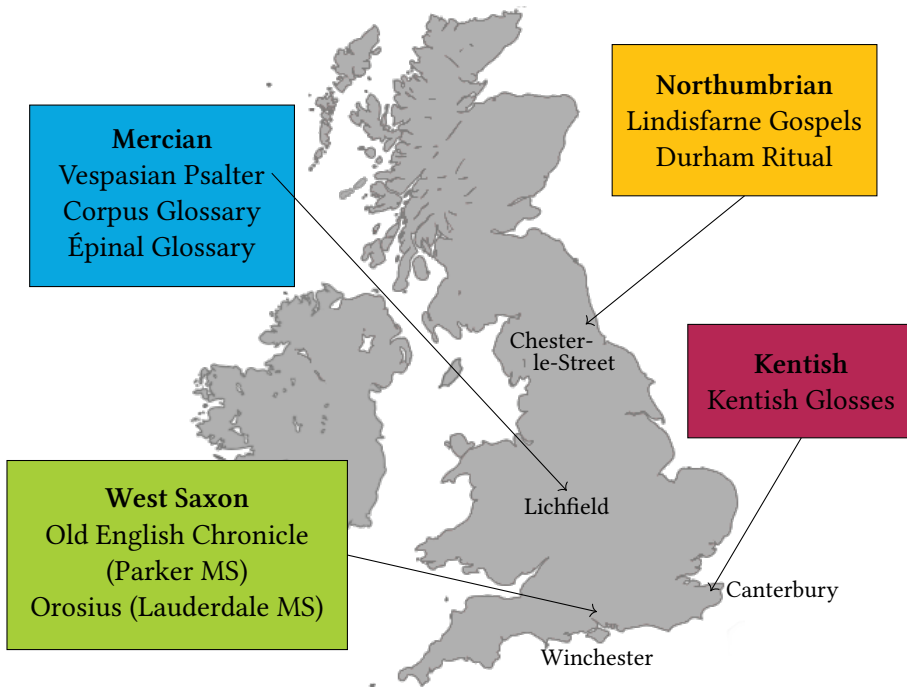 Northumbrian
Lindisfarne Gospels
Durham Ritual
Mercian
Vespasian Psalter
Corpus Glossary
Épinal Glossary
Chester-
le-Street
Kentish
Kentish Glosses
West Saxon
Old English Chronicle
(Parker MS)
Orosius (Lauderdale MS)
Lichfield
Canterbury
Winchester